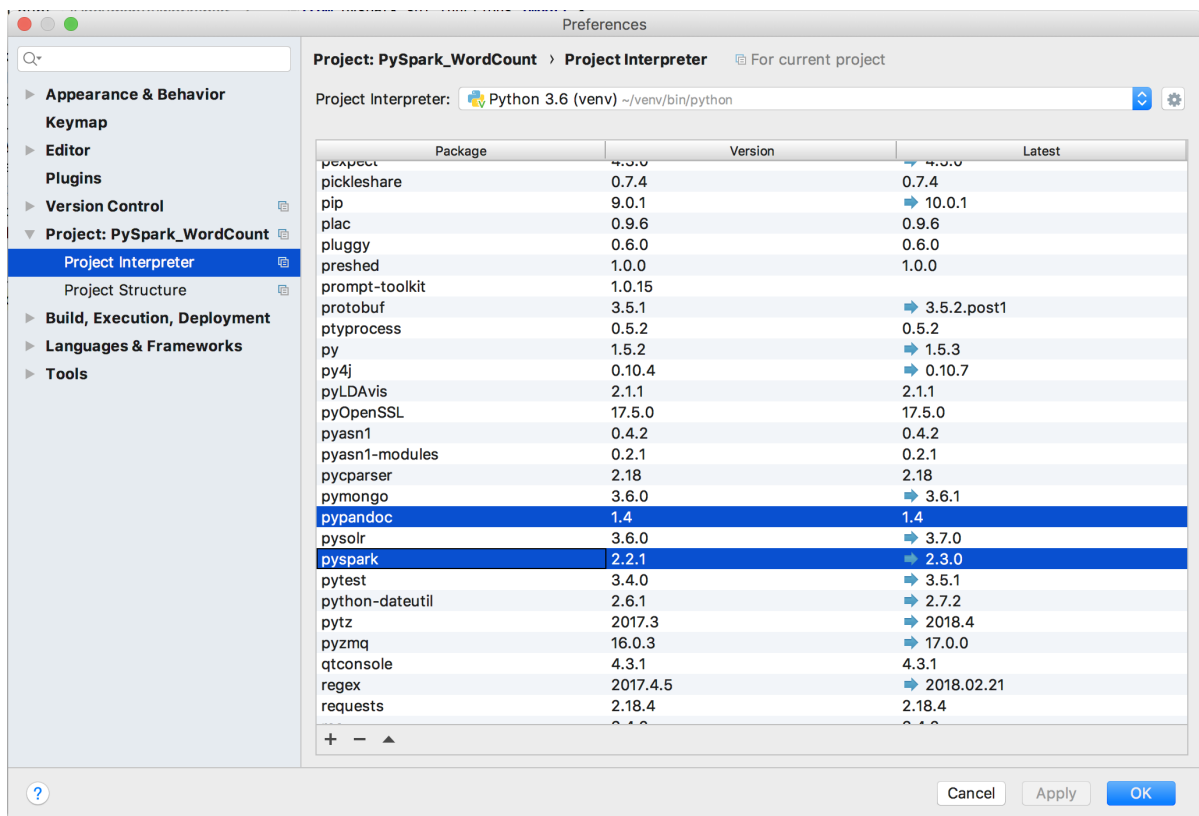 Preferences
Project: PySpark_WordCount › Project Interpreter For current project
Appearance & Behavior
Keymap
Editor
Plugins
Version Control
Project: PySpark_WordCount
Project Interpreter
Project Structure
Build, Execution, Deployment
Languages & Frameworks
Tools
Project Interpreter: Python 3.6 (venv) ~/venv/bin/python
Package Version Latest
pexpect 4.3.0
pickleshare 0.7.4 0.7.4
pip 9.0.1 10.0.1
plac 0.9.6 0.9.6
pluggy 0.6.0 0.6.0
preshed 1.0.0 1.0.0
prompt-toolkit 1.0.15
protobuf 3.5.1 3.5.2.post1
ptyprocess 0.5.2 0.5.2
py 1.5.2 1.5.3
py4j 0.10.4 0.10.7
pyLDAvis 2.1.1 2.1.1
pyOpenSSL 17.5.0 17.5.0
pyasn1 0.4.2 0.4.2
pyasn1-modules 0.2.1 0.2.1
pycparser 2.18 2.18
pymongo 3.6.0 3.6.1
pypandoc 1.4 1.4
pysolr 3.6.0 3.7.0
pyspark 2.2.1 2.3.0
pytest 3.4.0 3.5.1
python-dateutil 2.6.1 2.7.2
pytz 2017.3 2018.4
pyzmq 16.0.3 17.0.0
qtconsole 4.3.1 4.3.1
regex 2017.4.5 2018.02.21
requests 2.18.4 2.18.4
? Cancel Apply OK